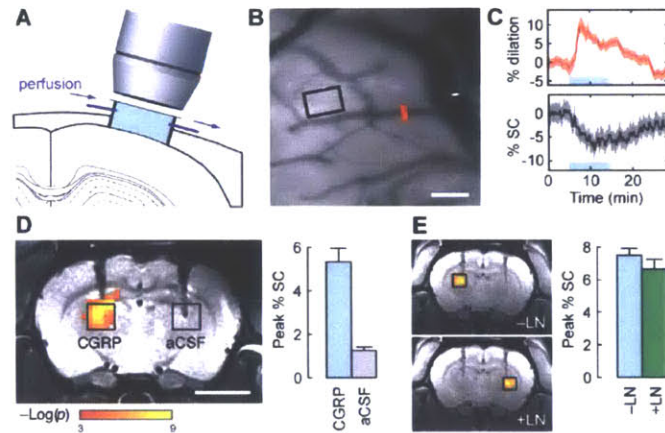 A
perfusion
B
C
% dilation
10
5
0
-5
% SC
0
-5
-10
0
10
20
Time (min)
D
CGRP
aCSF
−Log(p)
3
9
Peak % SC
6
4
2
0
CGRP
aCSF
E
−LN
+LN
Peak % SC
8
6
4
2
0
−LN
+LN